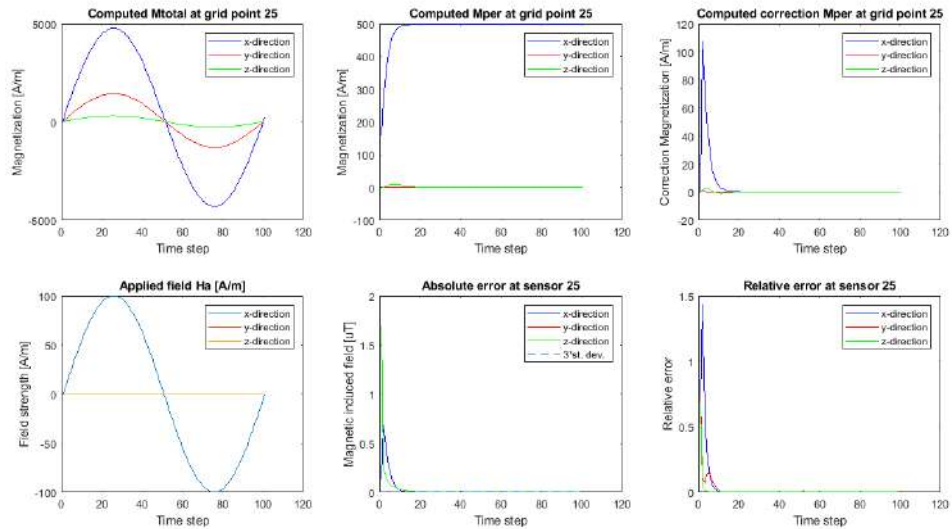 Computed Mtotal at grid point 25
5000
0
-5000
Magnetization [A/m]
x-direction
y-direction
z-direction
0 20 40 60 80 100 120
Time step
Computed Mper at grid point 25
500
400
300
200
100
0
-100
Magnetization [A/m]
x-direction
y-direction
z-direction
0 20 40 60 80 100 120
Time step
Computed correction Mper at grid point 25
120
100
80
60
40
20
0
-20
Correction Magnetization [A/m]
x-direction
y-direction
z-direction
0 20 40 60 80 100 120
Time step
Applied field Ha [A/m]
100
50
0
-50
-100
Field strength [A/m]
x-direction
y-direction
z-direction
0 20 40 60 80 100 120
Time step
Absolute error at sensor 25
2
1.5
1
0.5
0
Magnetic induced field [uT]
x-direction
y-direction
z-direction
3*st. dev.
0 20 40 60 80 100 120
Time step
Relative error at sensor 25
1.5
1
0.5
0
Relative error
x-direction
y-direction
z-direction
0 20 40 60 80 100 120
Time step